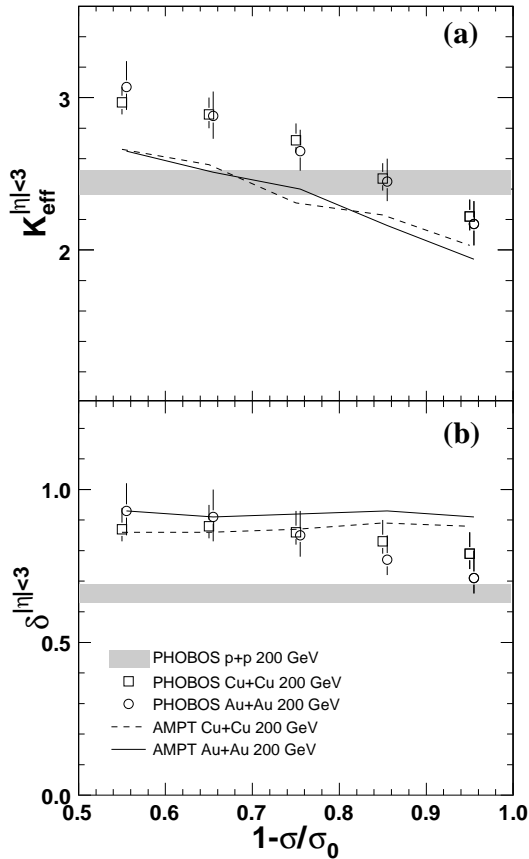 (a)
3
2
K_eff^|η|<3
(b)
1.0
0.5
0.0
δ^|η|<3
PHOBOS p+p 200 GeV
PHOBOS Cu+Cu 200 GeV
PHOBOS Au+Au 200 GeV
AMPT Cu+Cu 200 GeV
AMPT Au+Au 200 GeV
0.5 0.6 0.7 0.8 0.9 1.0
1-σ/σ₀